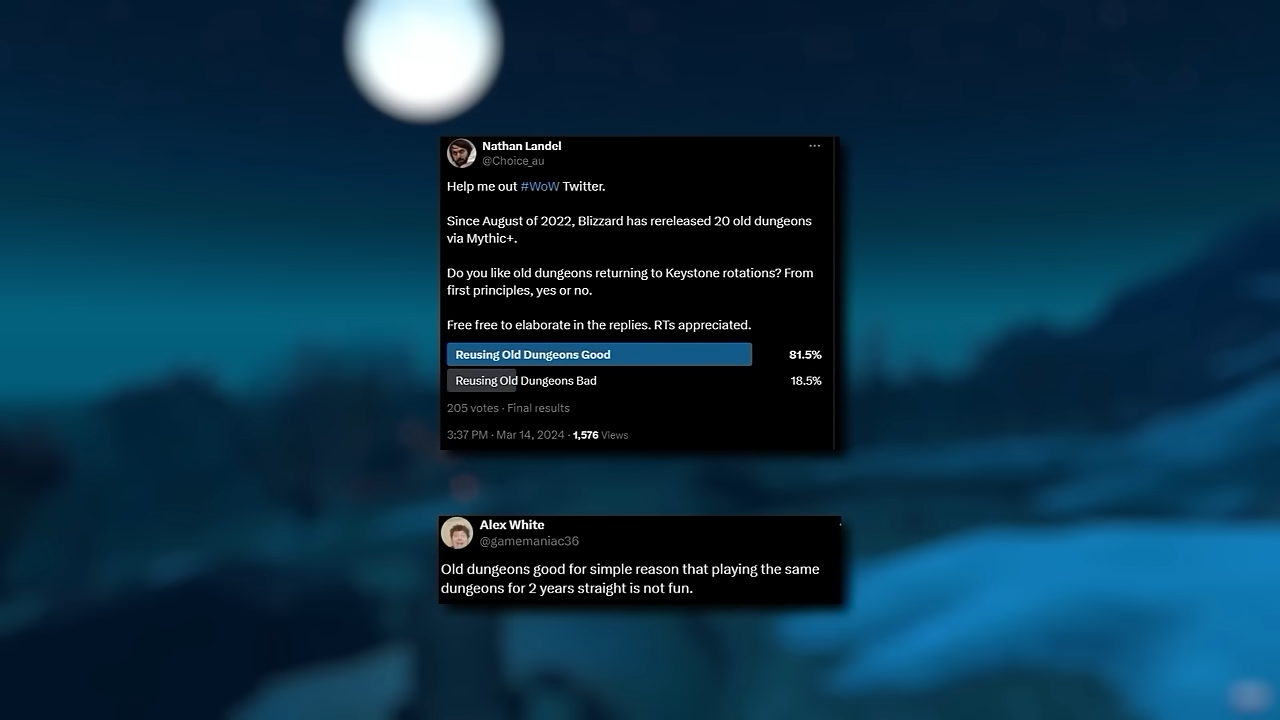 Nathan Landel
@Choice_au
Help me out #WoW Twitter.
Since August of 2022, Blizzard has rereleased 20 old dungeons
via Mythic+.
Do you like old dungeons returning to Keystone rotations? From
first principles, yes or no.
Free free to elaborate in the replies. RTs appreciated.
Reusing Old Dungeons Good 81.5%
Reusing Old Dungeons Bad 18.5%
205 votes · Final results
3:37 PM · Mar 14, 2024 · 1,576 Views
Alex White
@gamemaniac36
Old dungeons good for simple reason that playing the same
dungeons for 2 years straight is not fun.